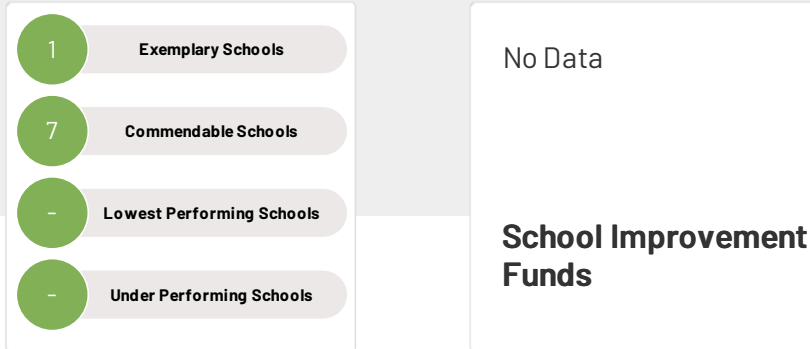 1 Exemplary Schools
7 Commendable Schools
- Lowest Performing Schools
- Under Performing Schools
No Data
School Improvement
Funds